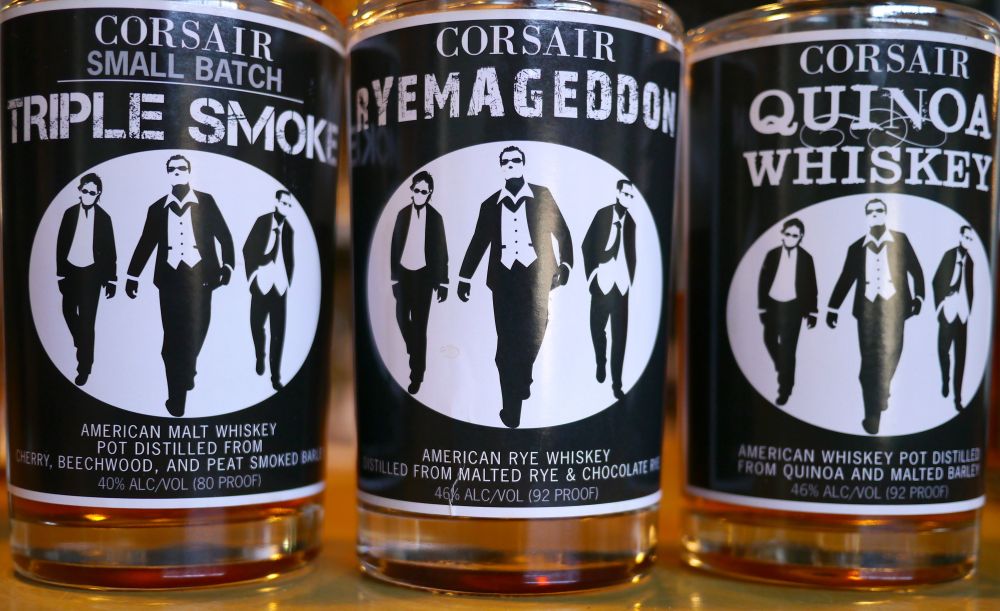 CORSAIR
SMALL BATCH
TRIPLE SMOKE
AMERICAN MALT WHISKEY
POT DISTILLED FROM
CHERRY, BEECHWOOD, AND PEAT SMOKED BARL
40% ALC/VOL (80 PROOF)
CORSAIR
RYEMAGEDDON
AMERICAN RYE WHISKEY
DISTILLED FROM MALTED RYE & CHOCOLATE RYE
46% ALC/VOL (92 PROOF)
CORSAIR
QUINOA
WHISKEY
AMERICAN WHISKEY POT DISTILLED
FROM QUINOA AND MALTED BARLEY
46% ALC/VOL (92 PROOF)